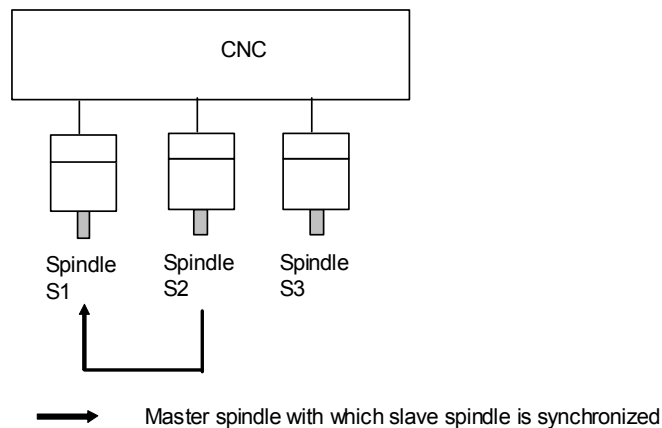 CNC
Spindle Spindle Spindle
S1 S2 S3
Master spindle with which slave spindle is synchronized